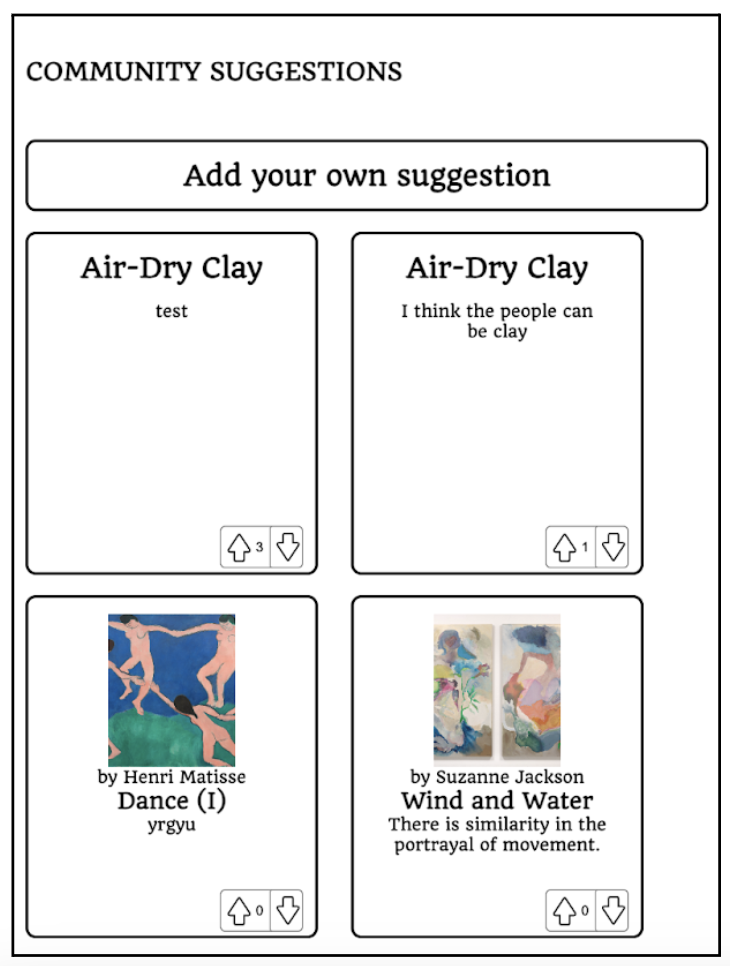 COMMUNITY SUGGESTIONS
Add your own suggestion
Air-Dry Clay
test
3
Air-Dry Clay
I think the people can
be clay
1
by Henri Matisse
Dance (I)
yrgyu
0
by Suzanne Jackson
Wind and Water
There is similarity in the
portrayal of movement.
0